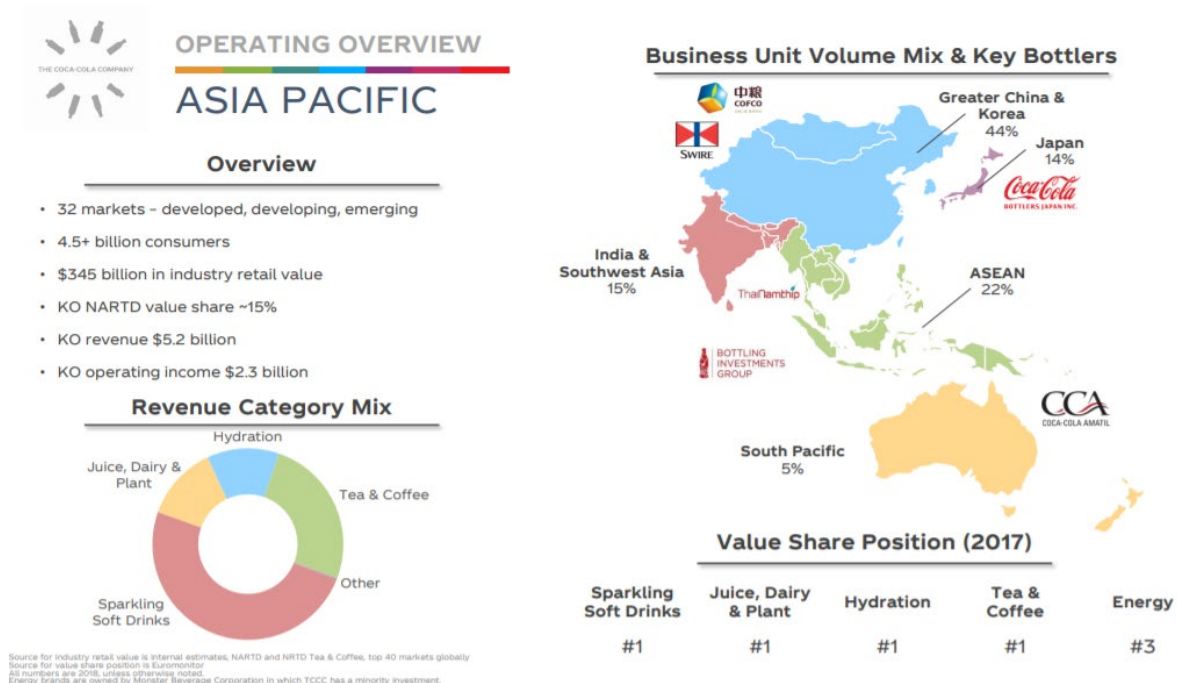 THE COCA-COLA COMPANY
OPERATING OVERVIEW
ASIA PACIFIC
Overview
• 32 markets – developed, developing, emerging
• 4.5+ billion consumers
• $345 billion in industry retail value
• KO NARTD value share ~15%
• KO revenue $5.2 billion
• KO operating income $2.3 billion
Revenue Category Mix
Hydration
Juice, Dairy &
Plant
Tea & Coffee
Other
Sparkling
Soft Drinks
Source for industry retail value is internal estimates, NARTD and NRTD Tea & Coffee, top 40 markets globally
Source for value share position is Euromonitor
All numbers are 2018, unless otherwise noted.
Energy brands are owned by Monster Beverage Corporation in which TCCC has a minority investment.
Business Unit Volume Mix & Key Bottlers
中粮
COFCO
SWIRE
Greater China &
Korea
44%
Japan
14%
Coca-Cola
BOTTLERS JAPAN INC.
India &
Southwest Asia
15%
ThaiNamthip
ASEAN
22%
BOTTLING
INVESTMENTS
GROUP
CCA
COCA-COLA AMATIL
South Pacific
5%
Value Share Position (2017)
Sparkling
Soft Drinks
#1
Juice, Dairy
& Plant
#1
Hydration
#1
Tea &
Coffee
#1
Energy
#3